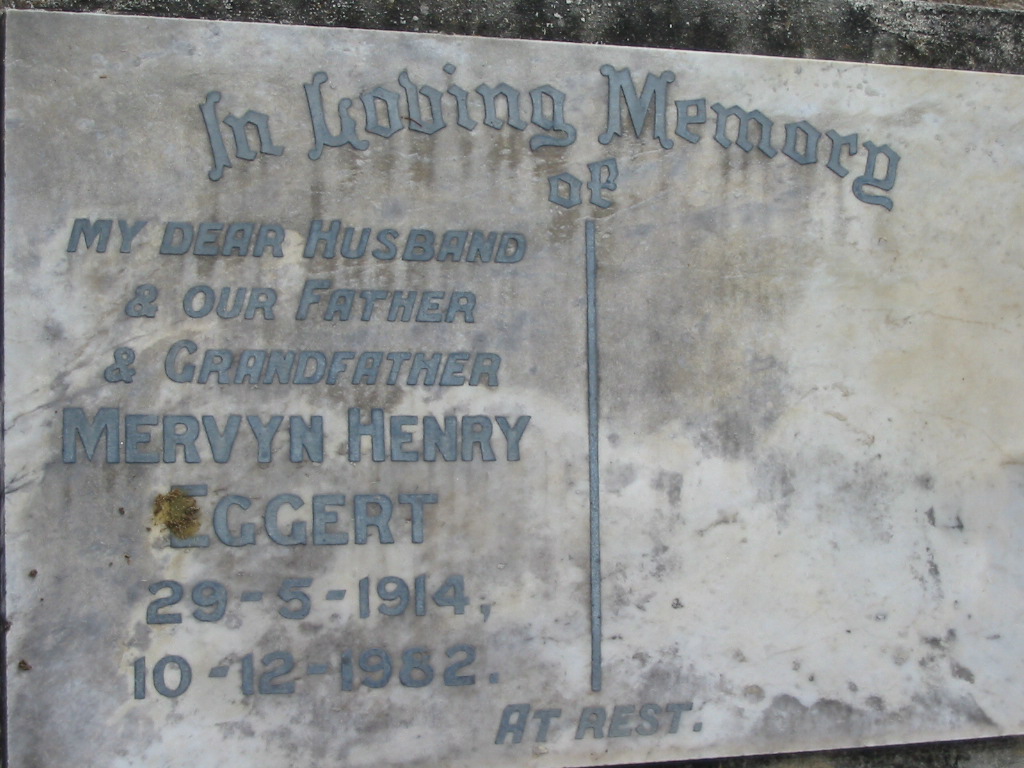 In Loving Memory
of
MY DEAR HUSBAND
& OUR FATHER
& GRANDFATHER
MERVYN HENRY
EGGERT
29-5-1914,
10-12-1982.
AT REST.